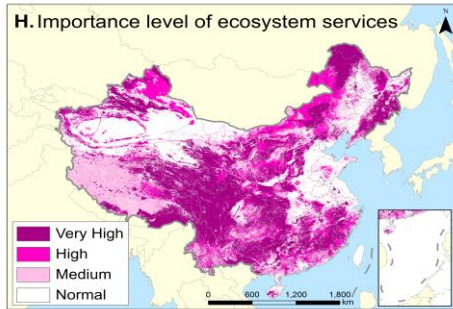 H. Importance level of ecosystem services
N
Very High
High
Medium
Normal
0 600 1,200 1,800
km